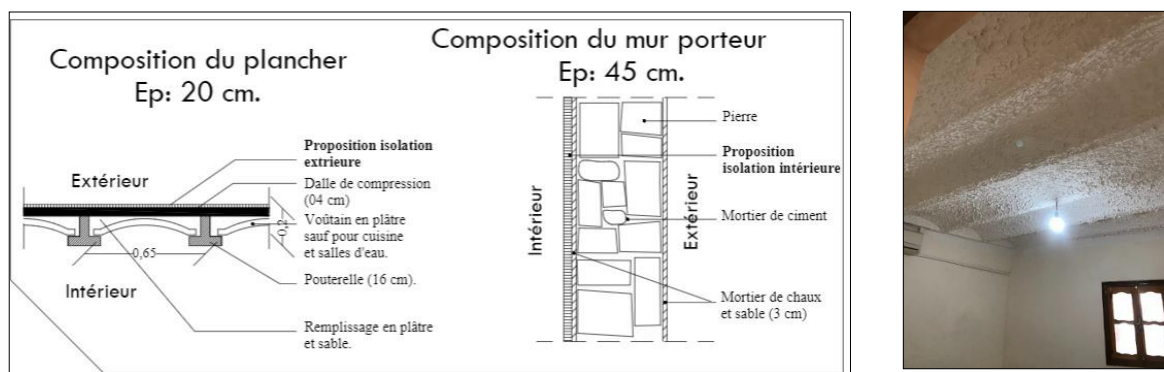 Composition du plancher
Ep: 20 cm.
Proposition isolation
extrieure
Extérieur
Dalle de compression
(04 cm)
Voûtain en plâtre
sauf pour cuisine
et salles d'eau.
0,2
0,65
Pouterelle (16 cm).
Intérieur
Remplissage en plâtre
et sable.
Composition du mur porteur
Ep: 45 cm.
Pierre
Proposition
isolation intérieure
Intérieur
Extérieur
Mortier de ciment
Mortier de chaux
et sable (3 cm)